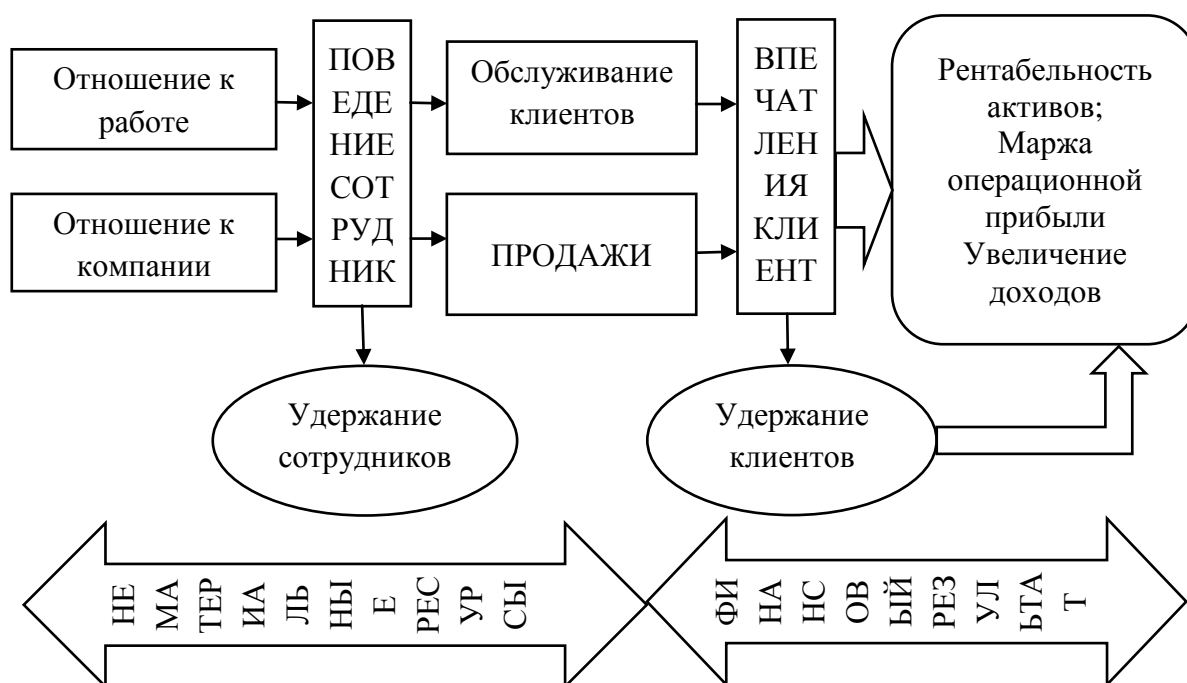 Отношение к
работе
Отношение к
компании
ПОВ
ЕДЕ
НИЕ
СОТ
РУД
НИК
Обслуживание
клиентов
ПРОДАЖИ
ВПЕ
ЧАТ
ЛЕН
ИЯ
КЛИ
ЕНТ
Рентабельность
активов;
Маржа
операционной
прибыли
Увеличение
доходов
Удержание
сотрудников
Удержание
клиентов
НЕ
МА
ТЕР
ИА
ЛЬ
НЫ
Е
РЕС
УР
СЫ
ФИ
НА
НС
ОВ
ЫЙ
РЕЗ
УЛ
ЬТА
Т